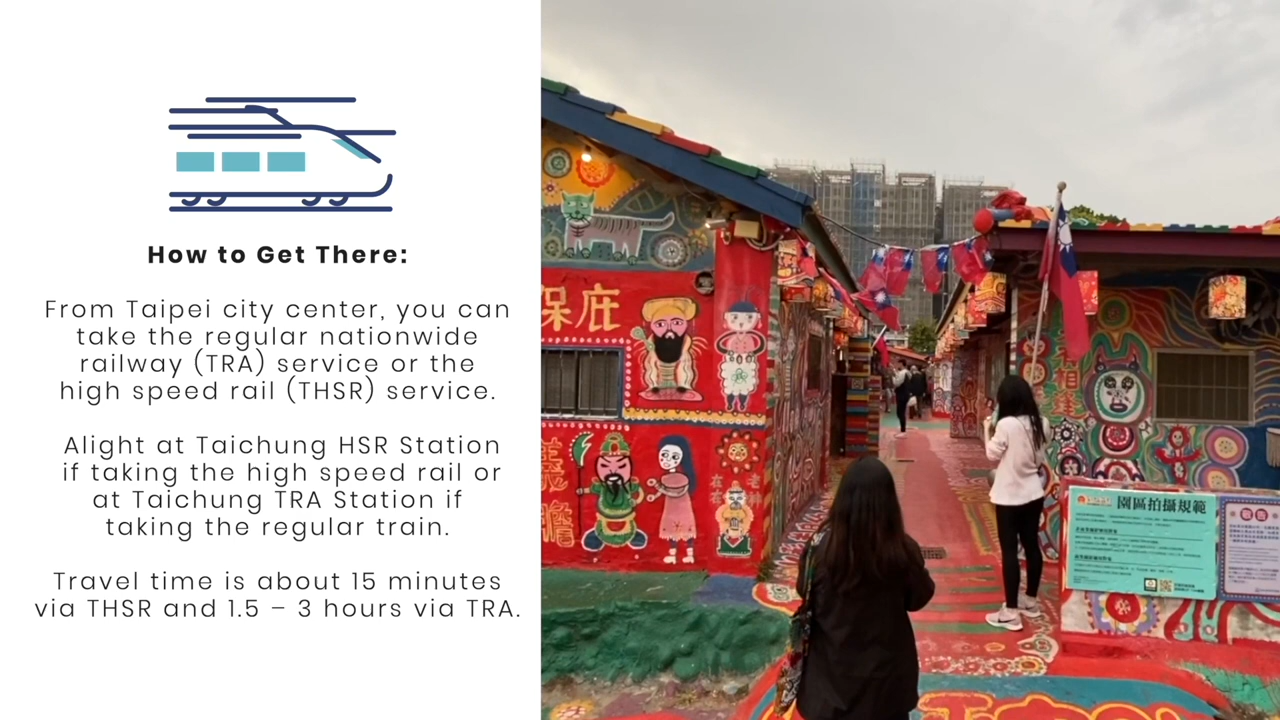 How to Get There:
From Taipei city center, you can
take the regular nationwide
railway (TRA) service or the
high speed rail (THSR) service.
Alight at Taichung HSR Station
if taking the high speed rail or
at Taichung TRA Station if
taking the regular train.
Travel time is about 15 minutes
via THSR and 1.5 – 3 hours via TRA.
保庇
園區拍攝規範
敬告